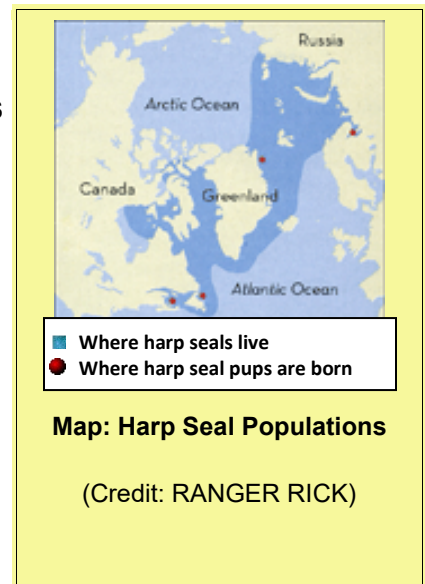 s
Russia
Arctic Ocean
Canada
Greenland
Atlantic Ocean
Where harp seals live
Where harp seal pups are born
Map: Harp Seal Populations
(Credit: RANGER RICK)